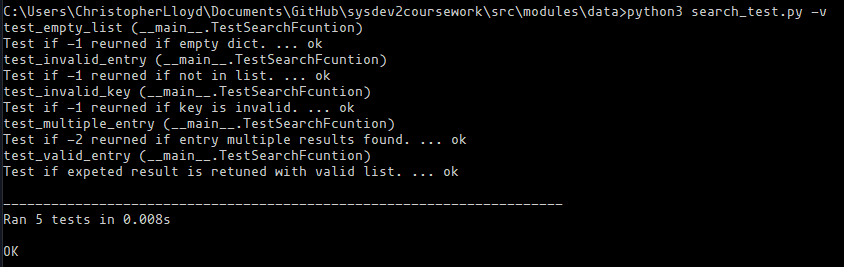 C:\Users\ChristopherLloyd\Documents\GitHub\sysdev2coursework\src\modules\data>python3 search_test.py -v
test_empty_list (__main__.TestSearchFcuntion)
Test if -1 reurned if empty dict. ... ok
test_invalid_entry (__main__.TestSearchFcuntion)
Test if -1 reurned if not in list. ... ok
test_invalid_key (__main__.TestSearchFcuntion)
Test if -1 reurned if key is invalid. ... ok
test_multiple_entry (__main__.TestSearchFcuntion)
Test if -2 reurned if entry multiple results found. ... ok
test_valid_entry (__main__.TestSearchFcuntion)
Test if expeted result is retuned with valid list. ... ok
----------------------------------------------------------------------
Ran 5 tests in 0.008s
OK